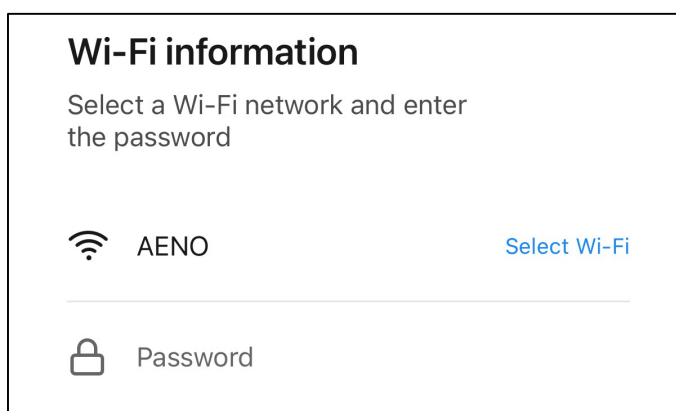 Wi-Fi information
Select a Wi-Fi network and enter
the password
AENO
Select Wi-Fi
Password